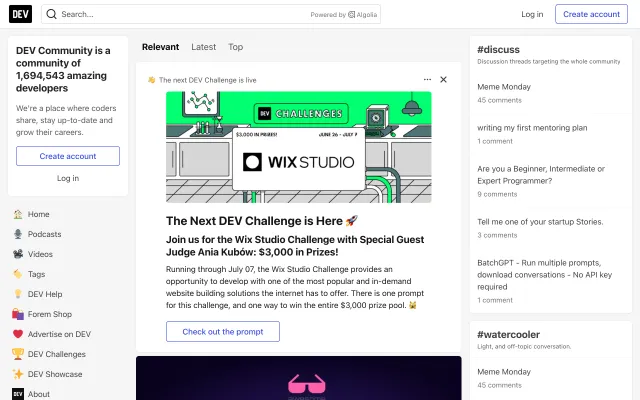 DEV
Search...
Powered by Algolia
Log in
Create account
DEV Community is a
community of
1,694,543 amazing
developers
We're a place where coders
share, stay up-to-date and
grow their careers.
Create account
Log in
Home
Podcasts
Videos
Tags
DEV Help
Forem Shop
Advertise on DEV
DEV Challenges
DEV Showcase
DEV
About
Relevant
Latest
Top
The next DEV Challenge is live
DEV CHALLENGES
$3,000 IN PRIZES!
JUNE 26 - JULY 7
WIX STUDIO
The Next DEV Challenge is Here 🚀
Join us for the Wix Studio Challenge with Special Guest
Judge Ania Kubów: $3,000 in Prizes!
Running through July 07, the Wix Studio Challenge provides an
opportunity to develop with one of the most popular and in-demand
website building solutions the internet has to offer. There is one prompt
for this challenge, and one way to win the entire $3,000 prize pool. 😸
Check out the prompt
#discuss
Discussion threads targeting the whole community
Meme Monday
45 comments
writing my first mentoring plan
1 comment
Are you a Beginner, Intermediate or
Expert Programmer?
9 comments
Tell me one of your startup Stories.
3 comments
BatchGPT - Run multiple prompts,
download conversations - No API key
required
1 comment
#watercooler
Light, and off-topic conversation.
Meme Monday
45 comments